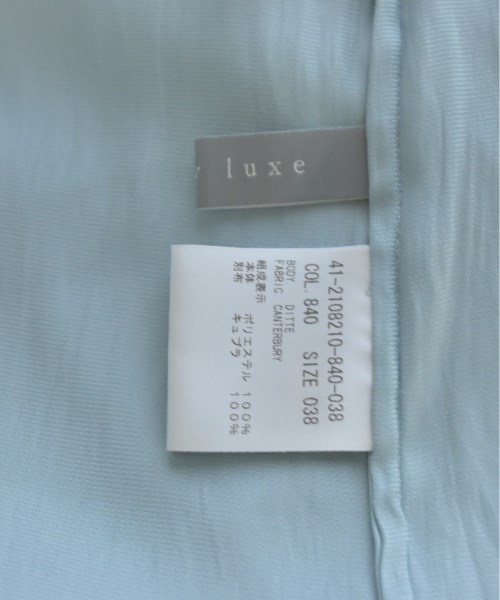 y luxe
41-2108210-840-038
COL. 840 SIZE 038
BODY. DITTE
FABRIC CANTERBURY
組成表示
本体 ポリエステル 100%
別布 キュプラ 100%